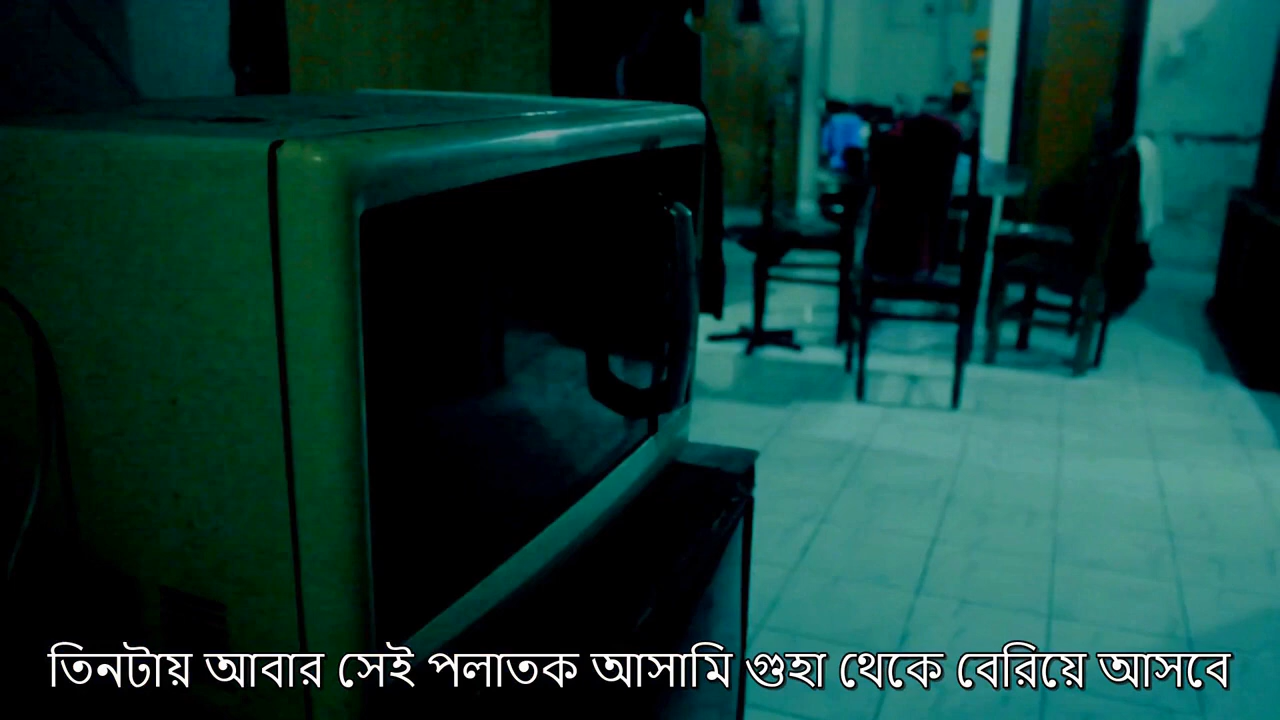 তিনটায় আবার সেই পলাতক আসামি গুহা থেকে বেরিয়ে আসবে